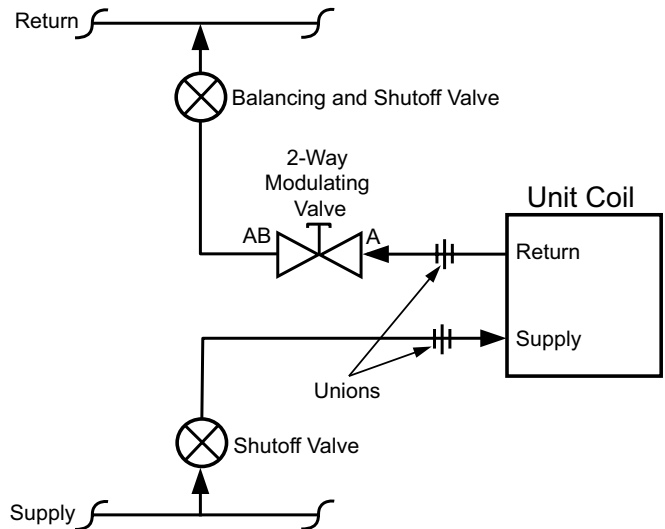 Return
Balancing and Shutoff Valve
2-Way
Modulating
Valve
AB
A
Unit Coil
Return
Supply
Unions
Shutoff Valve
Supply